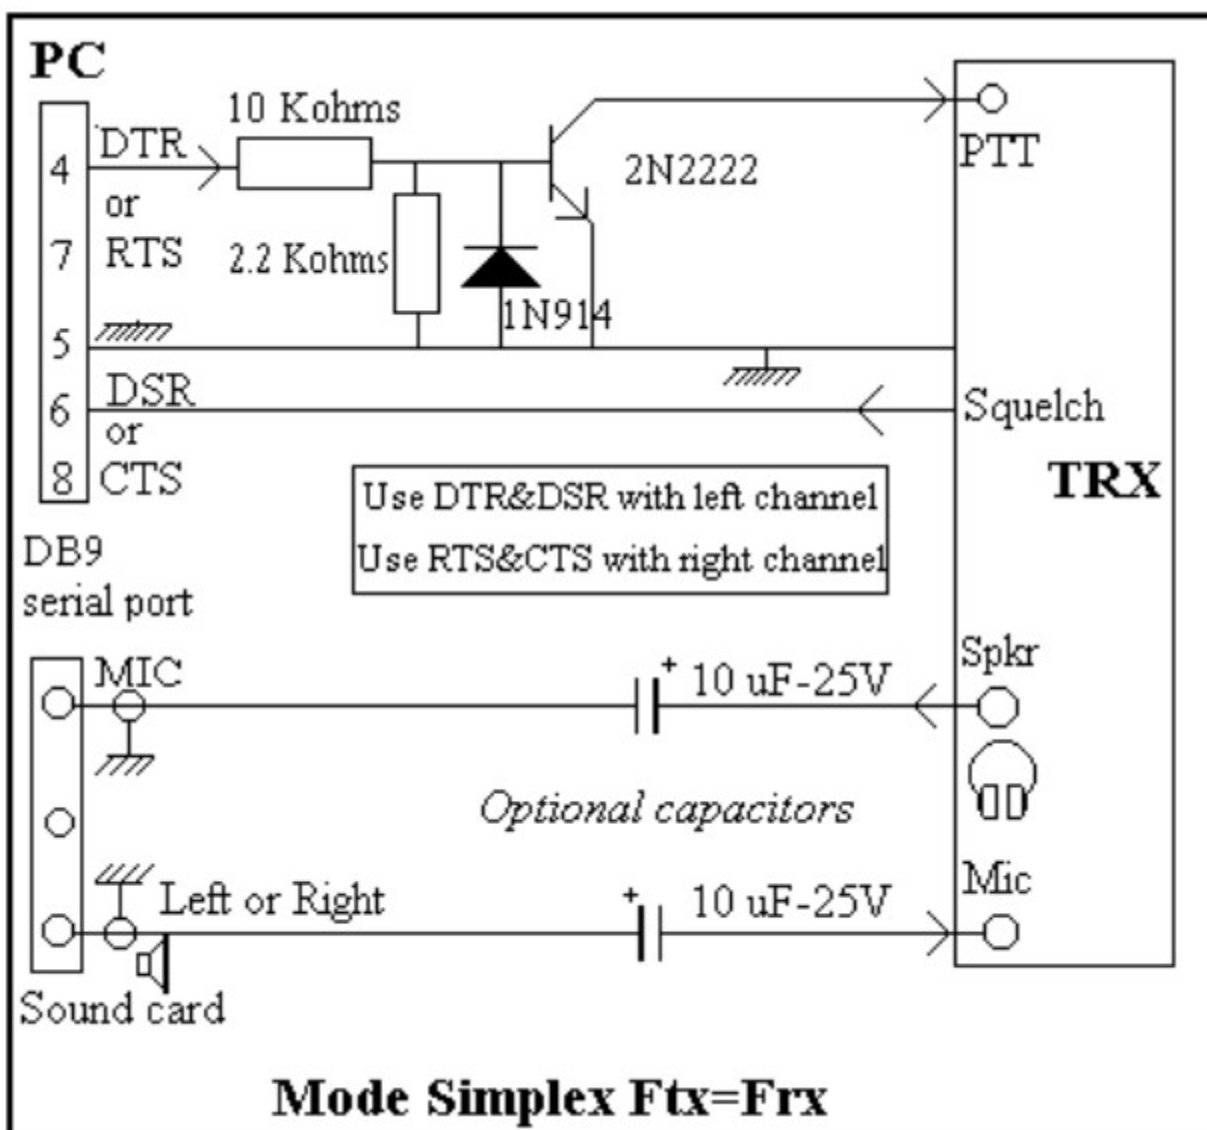 PC
10 Kohms
4
DTR
or
7
RTS
2.2 Kohms
2N2222
PTT
1N914
5
6
DSR
or
8
CTS
Squelch
TRX
Use DTR&DSR with left channel
Use RTS&CTS with right channel
DB9
serial port
MIC
+
10 uF-25V
Spkr
Optional capacitors
Left or Right
+
10 uF-25V
Mic
Sound card
Mode Simplex Ftx=Frx